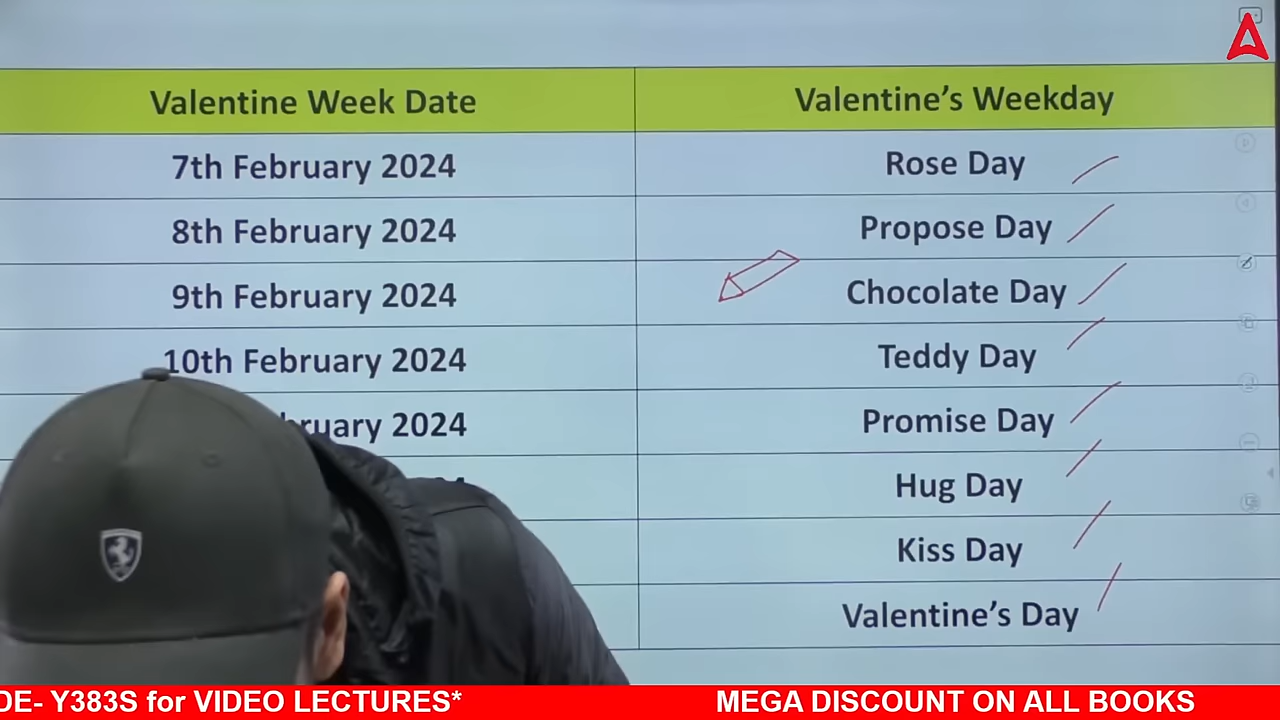 Valentine Week Date Valentine's Weekday
7th February 2024 Rose Day
8th February 2024 Propose Day
9th February 2024 Chocolate Day
10th February 2024 Teddy Day
2024 Promise Day
Hug Day
Kiss Day
Valentine's Day
Y383S for VIDEO LECTURES* MEGA DISCOUNT ON ALL BOOKS